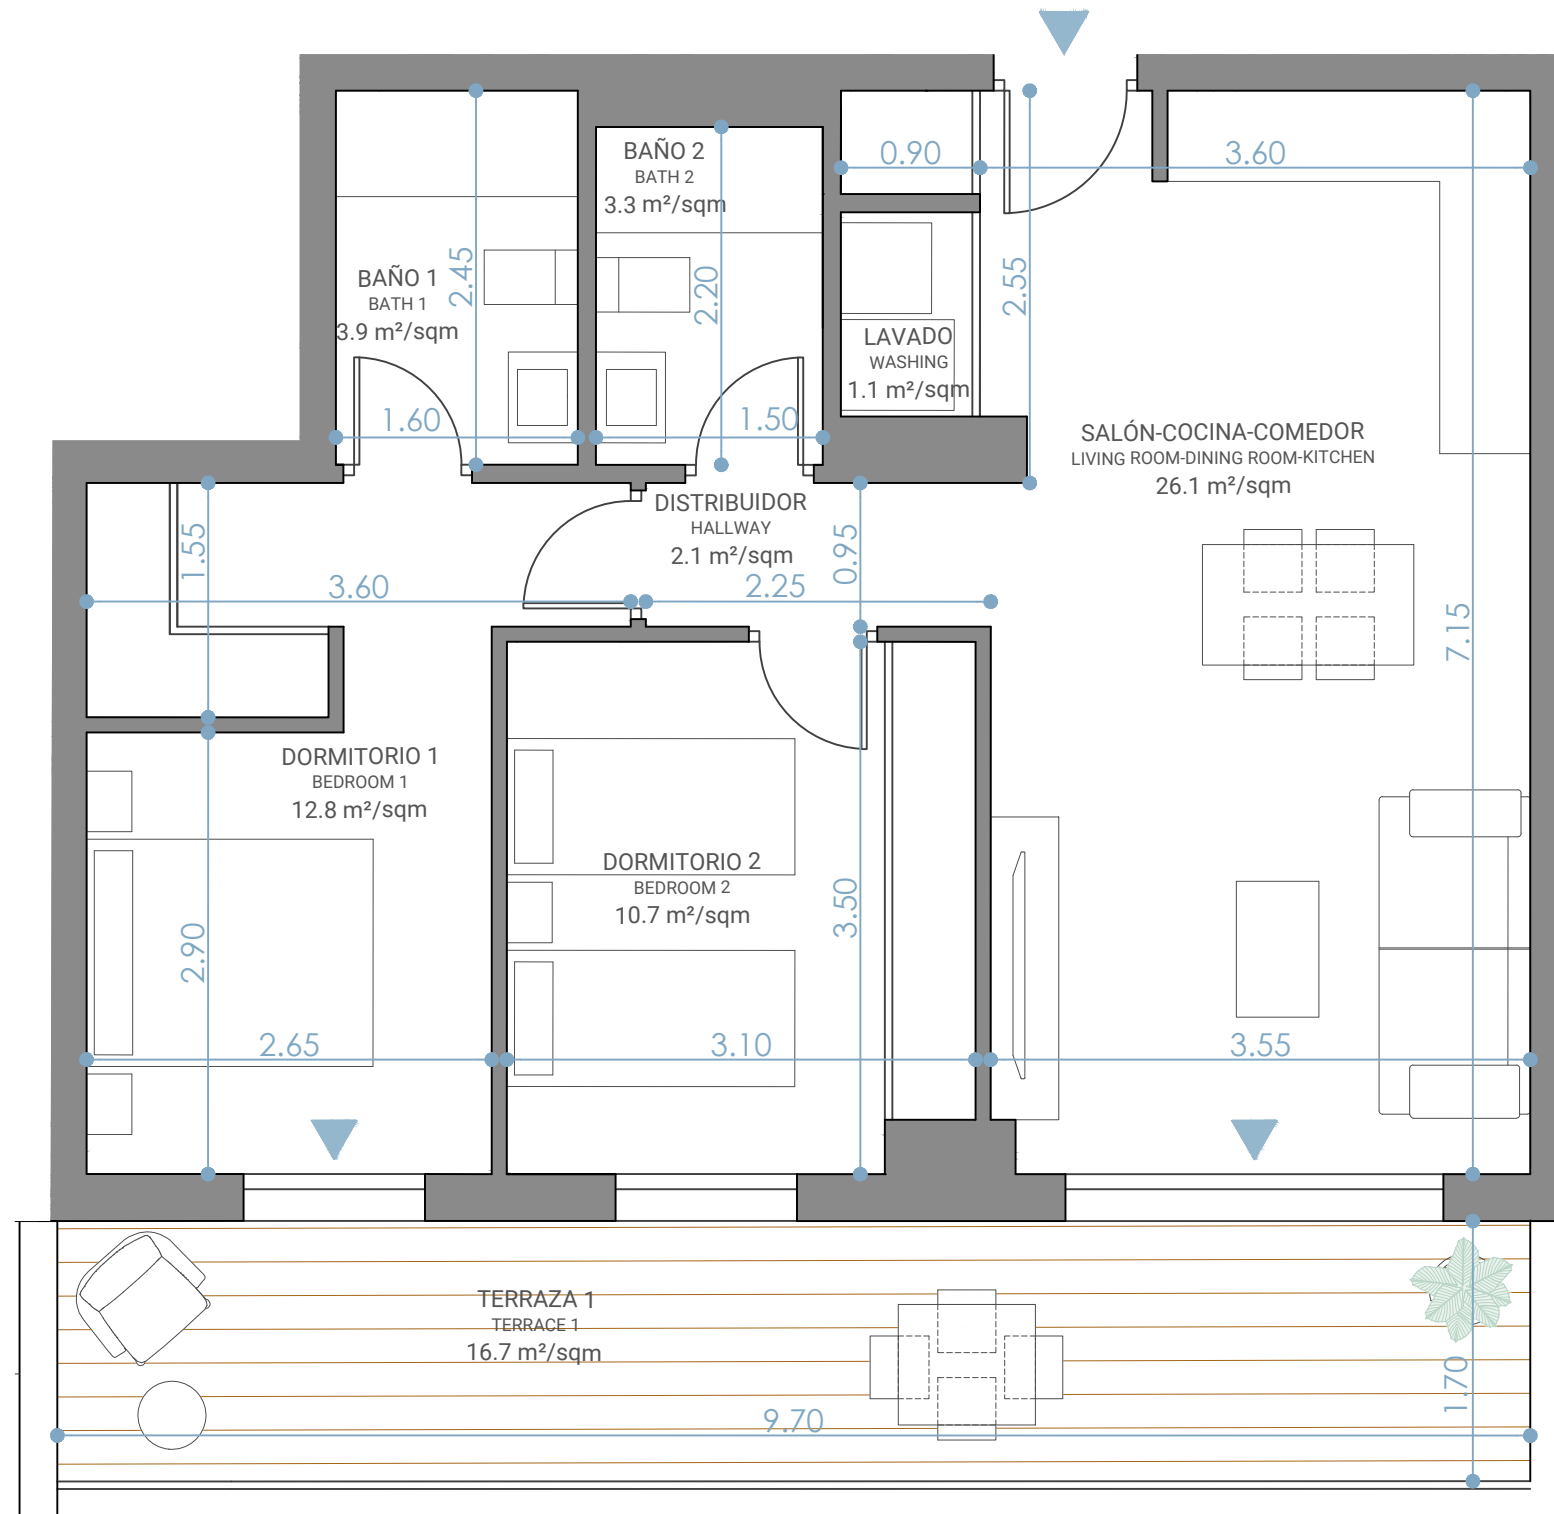 BAÑO 2
BATH 2
3.3 m²/sqm
0.90
3.60
BAÑO 1
BATH 1
3.9 m²/sqm
2.45
2.20
2.55
LAVADO
WASHING
1.1 m²/sqm
1.60
1.50
SALÓN-COCINA-COMEDOR
LIVING ROOM-DINING ROOM-KITCHEN
26.1 m²/sqm
DISTRIBUIDOR
HALLWAY
2.1 m²/sqm
1.55
0.95
3.60
2.25
7.15
DORMITORIO 1
BEDROOM 1
12.8 m²/sqm
DORMITORIO 2
BEDROOM 2
10.7 m²/sqm
2.90
3.50
2.65
3.10
3.55
TERRAZA 1
TERRACE 1
16.7 m²/sqm
1.70
9.70